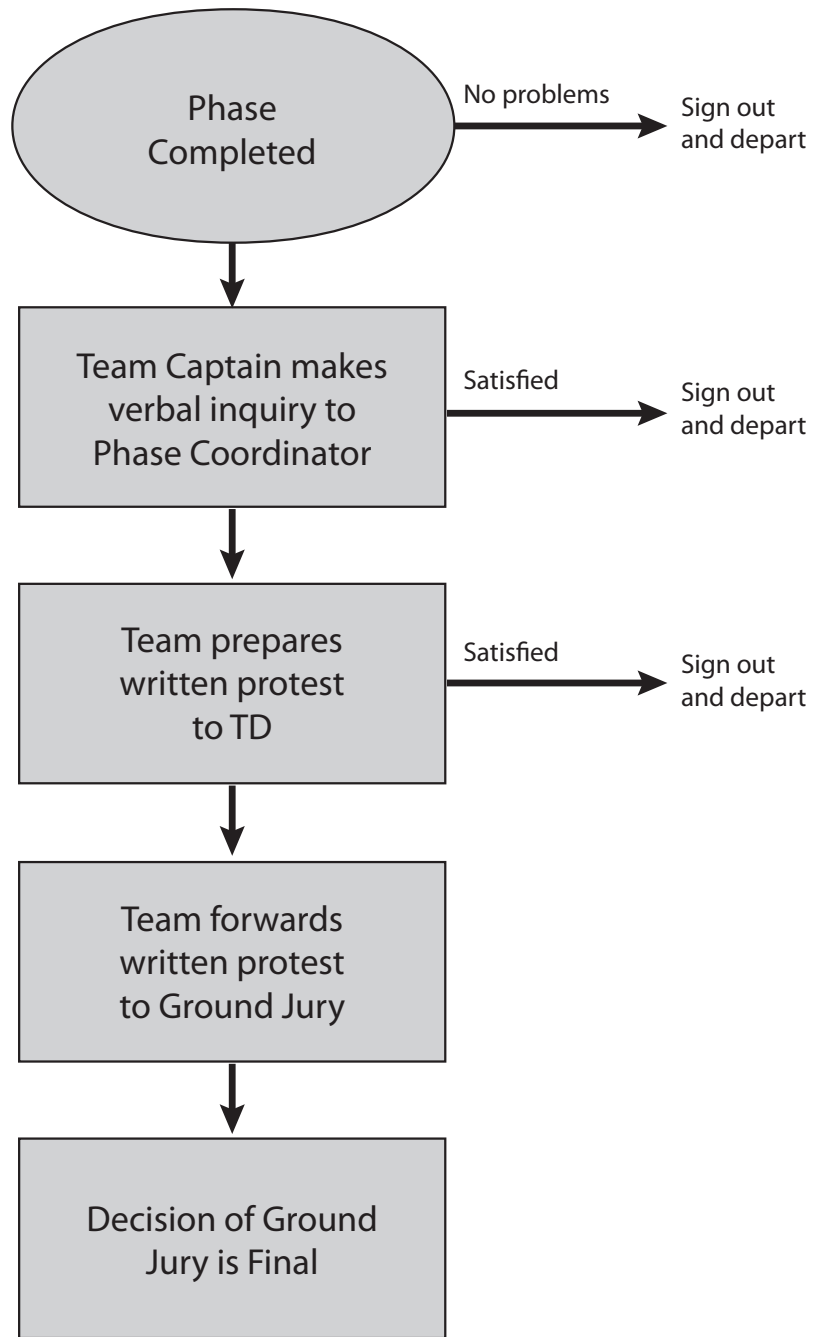 Phase
Completed
No problems
Sign out
and depart
Team Captain makes
verbal inquiry to
Phase Coordinator
Satisfied
Sign out
and depart
Team prepares
written protest
to TD
Satisfied
Sign out
and depart
Team forwards
written protest
to Ground Jury
Decision of Ground
Jury is Final